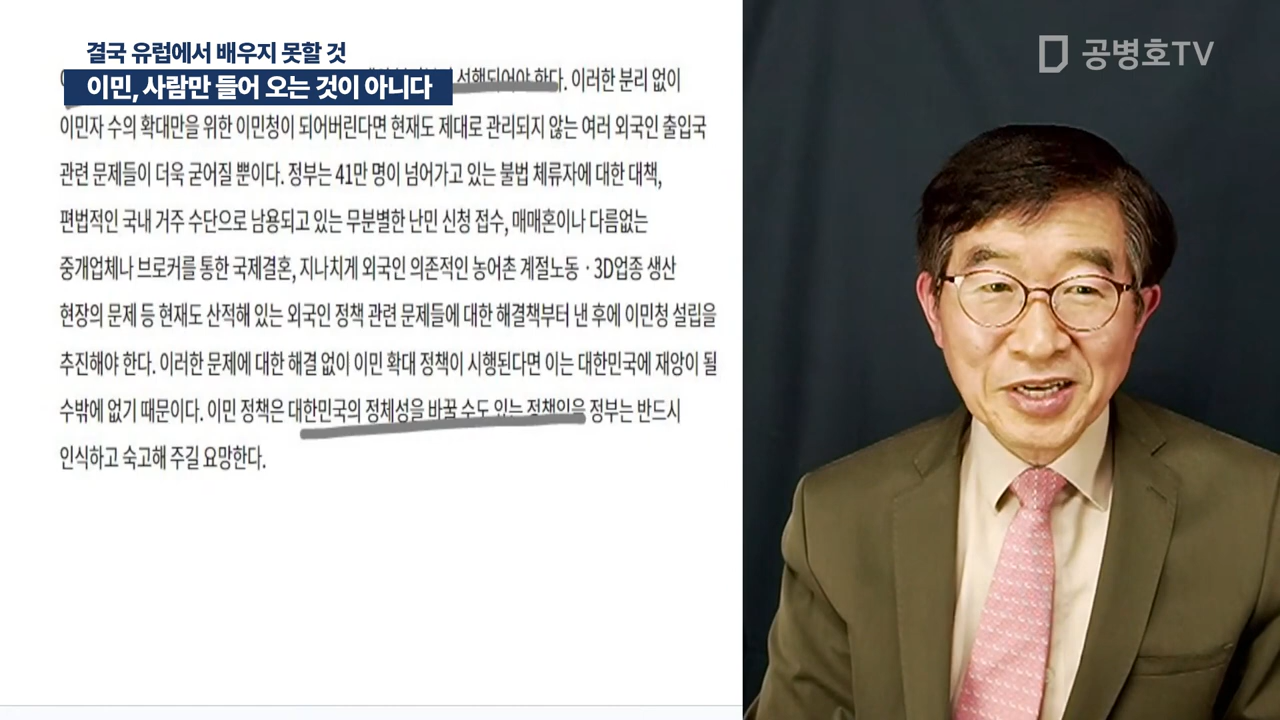 결국 유럽에서 배우지 못할 것
이민, 사람만 들어 오는 것이 아니다
공병호TV
선행되어야 한다. 이러한 분리 없이
이민자 수의 확대만을 위한 이민청이 되어버린다면 현재도 제대로 관리되지 않는 여러 외국인 출입국
관련 문제들이 더욱 굳어질 뿐이다. 정부는 41만 명이 넘어가고 있는 불법 체류자에 대한 대책,
편법적인 국내 거주 수단으로 남용되고 있는 무분별한 난민 신청 접수, 매매혼이나 다름없는
중개업체나 브로커를 통한 국제결혼, 지나치게 외국인 의존적인 농어촌 계절노동 · 3D업종 생산
현장의 문제 등 현재도 산적해 있는 외국인 정책 관련 문제들에 대한 해결책부터 낸 후에 이민청 설립을
추진해야 한다. 이러한 문제에 대한 해결 없이 이민 확대 정책이 시행된다면 이는 대한민국에 재앙이 될
수밖에 없기 때문이다. 이민 정책은 대한민국의 정체성을 바꿀 수도 있는 정책임을 정부는 반드시
인식하고 숙고해 주길 요망한다.